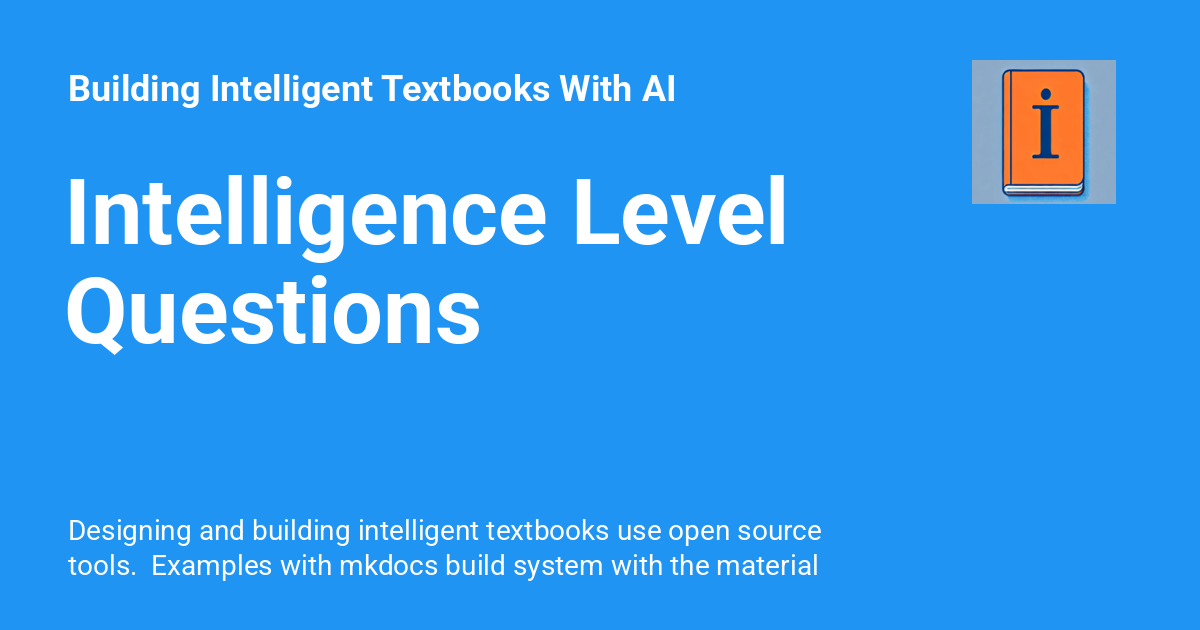 Building Intelligent Textbooks With AI
i
Intelligence Level
Questions
Designing and building intelligent textbooks use open source
tools.  Examples with mkdocs build system with the material